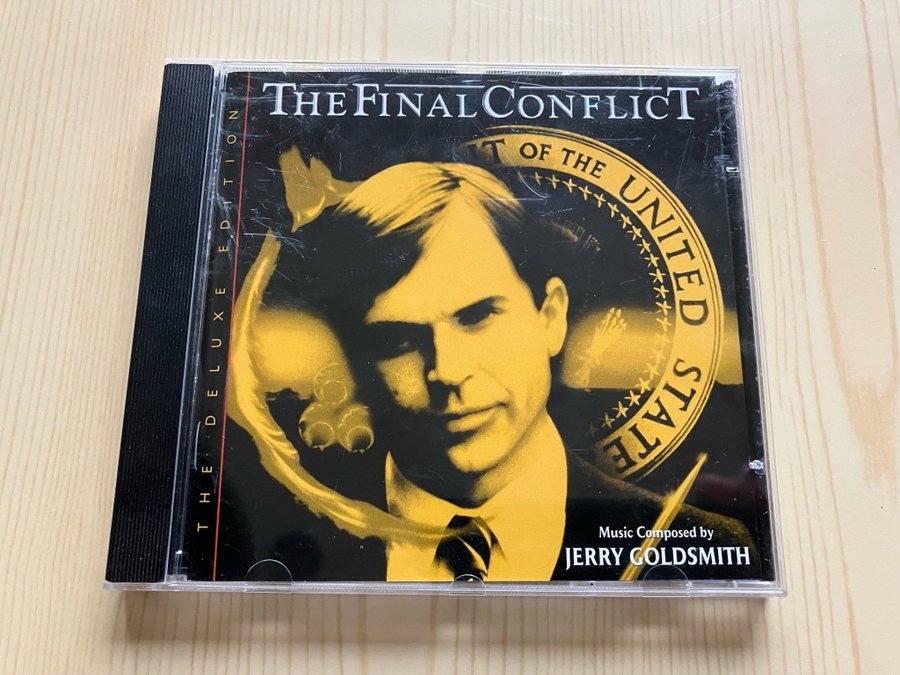 THE FINAL CONFLICT
THE DELUXE EDITION
T OF THE UNITED STATE
Music Composed by
JERRY GOLDSMITH